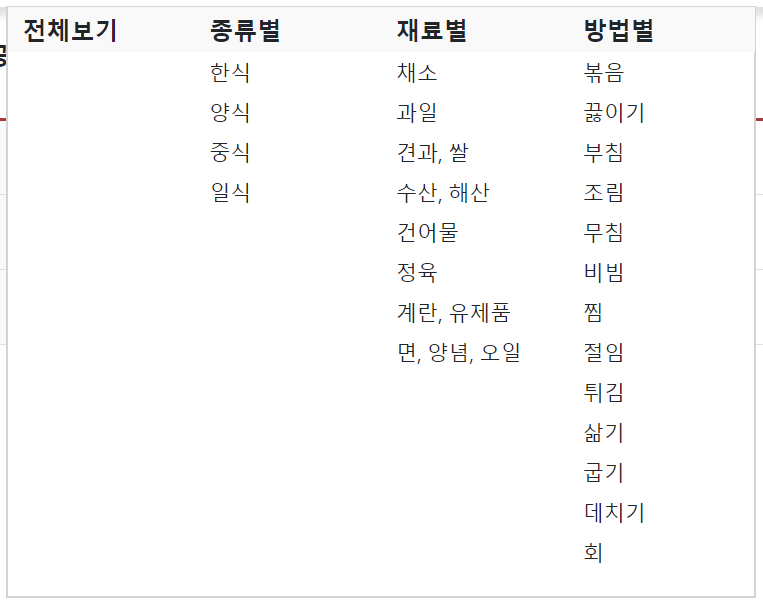 전체보기 종류별 재료별 방법별
한식 채소 볶음
양식 과일 끓이기
중식 견과, 쌀 부침
일식 수산, 해산 조림
건어물 무침
정육 비빔
계란, 유제품 찜
면, 양념, 오일 절임
튀김
삶기
굽기
데치기
회